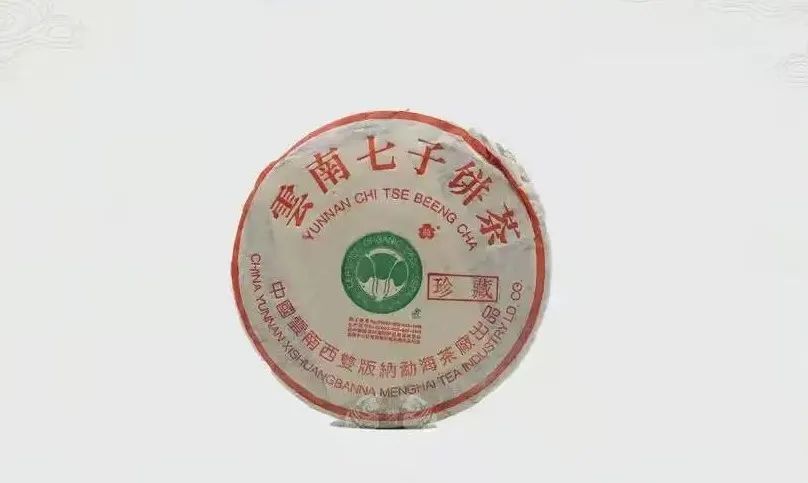 雲南七子餅茶
YUNNAN CHI TSE BEENG CHA
珍藏
中國雲南西雙版納勐海茶廠出品
CHINA YUNNAN XISHUANGBANNA MENGHAI TEA INDUSTRY LD. CO